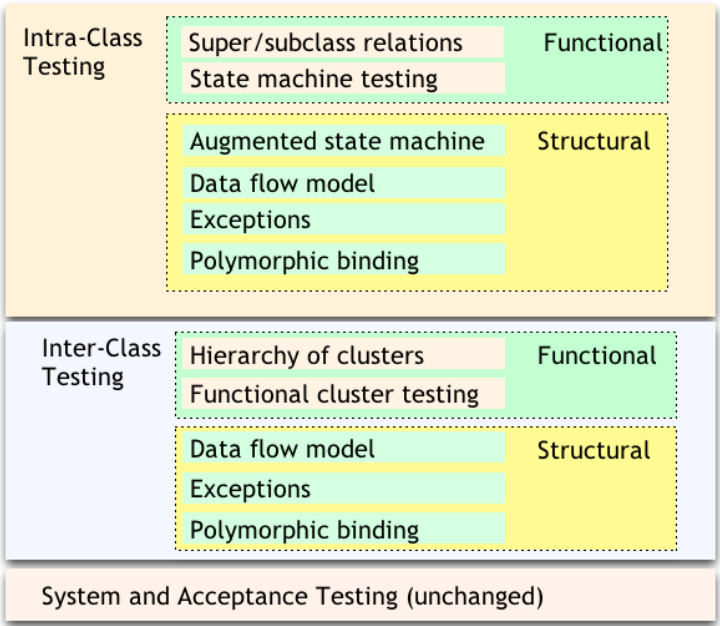 Intra-Class
Testing
Super/subclass relations
Functional
State machine testing
Augmented state machine
Structural
Data flow model
Exceptions
Polymorphic binding
Inter-Class
Testing
Hierarchy of clusters
Functional
Functional cluster testing
Data flow model
Structural
Exceptions
Polymorphic binding
System and Acceptance Testing (unchanged)